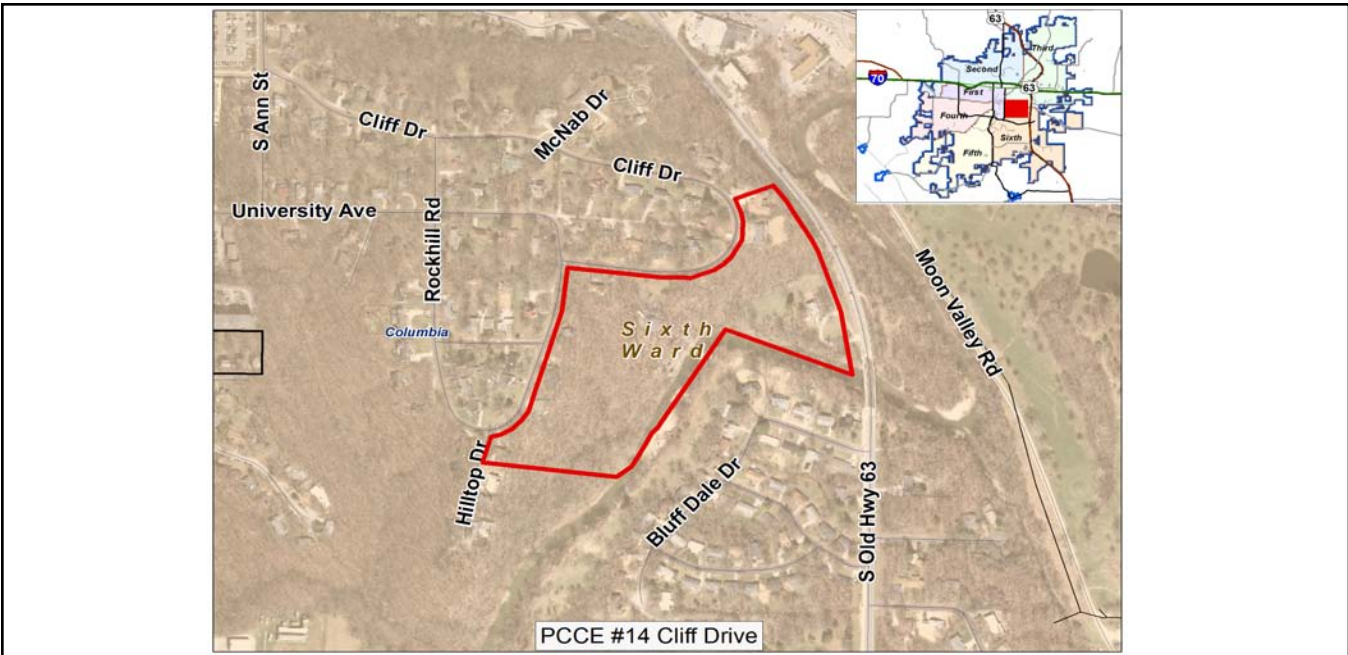 63
Third
Second
70
63
First
Fourth
Sixth
Fifth
S Ann St
Cliff Dr
McNab Dr
Cliff Dr
University Ave
Rockhill Rd
Moon Valley Rd
Columbia
Sixth
Ward
Hilltop Dr
Bluff Dale Dr
S Old Hwy 63
PCCE #14 Cliff Drive